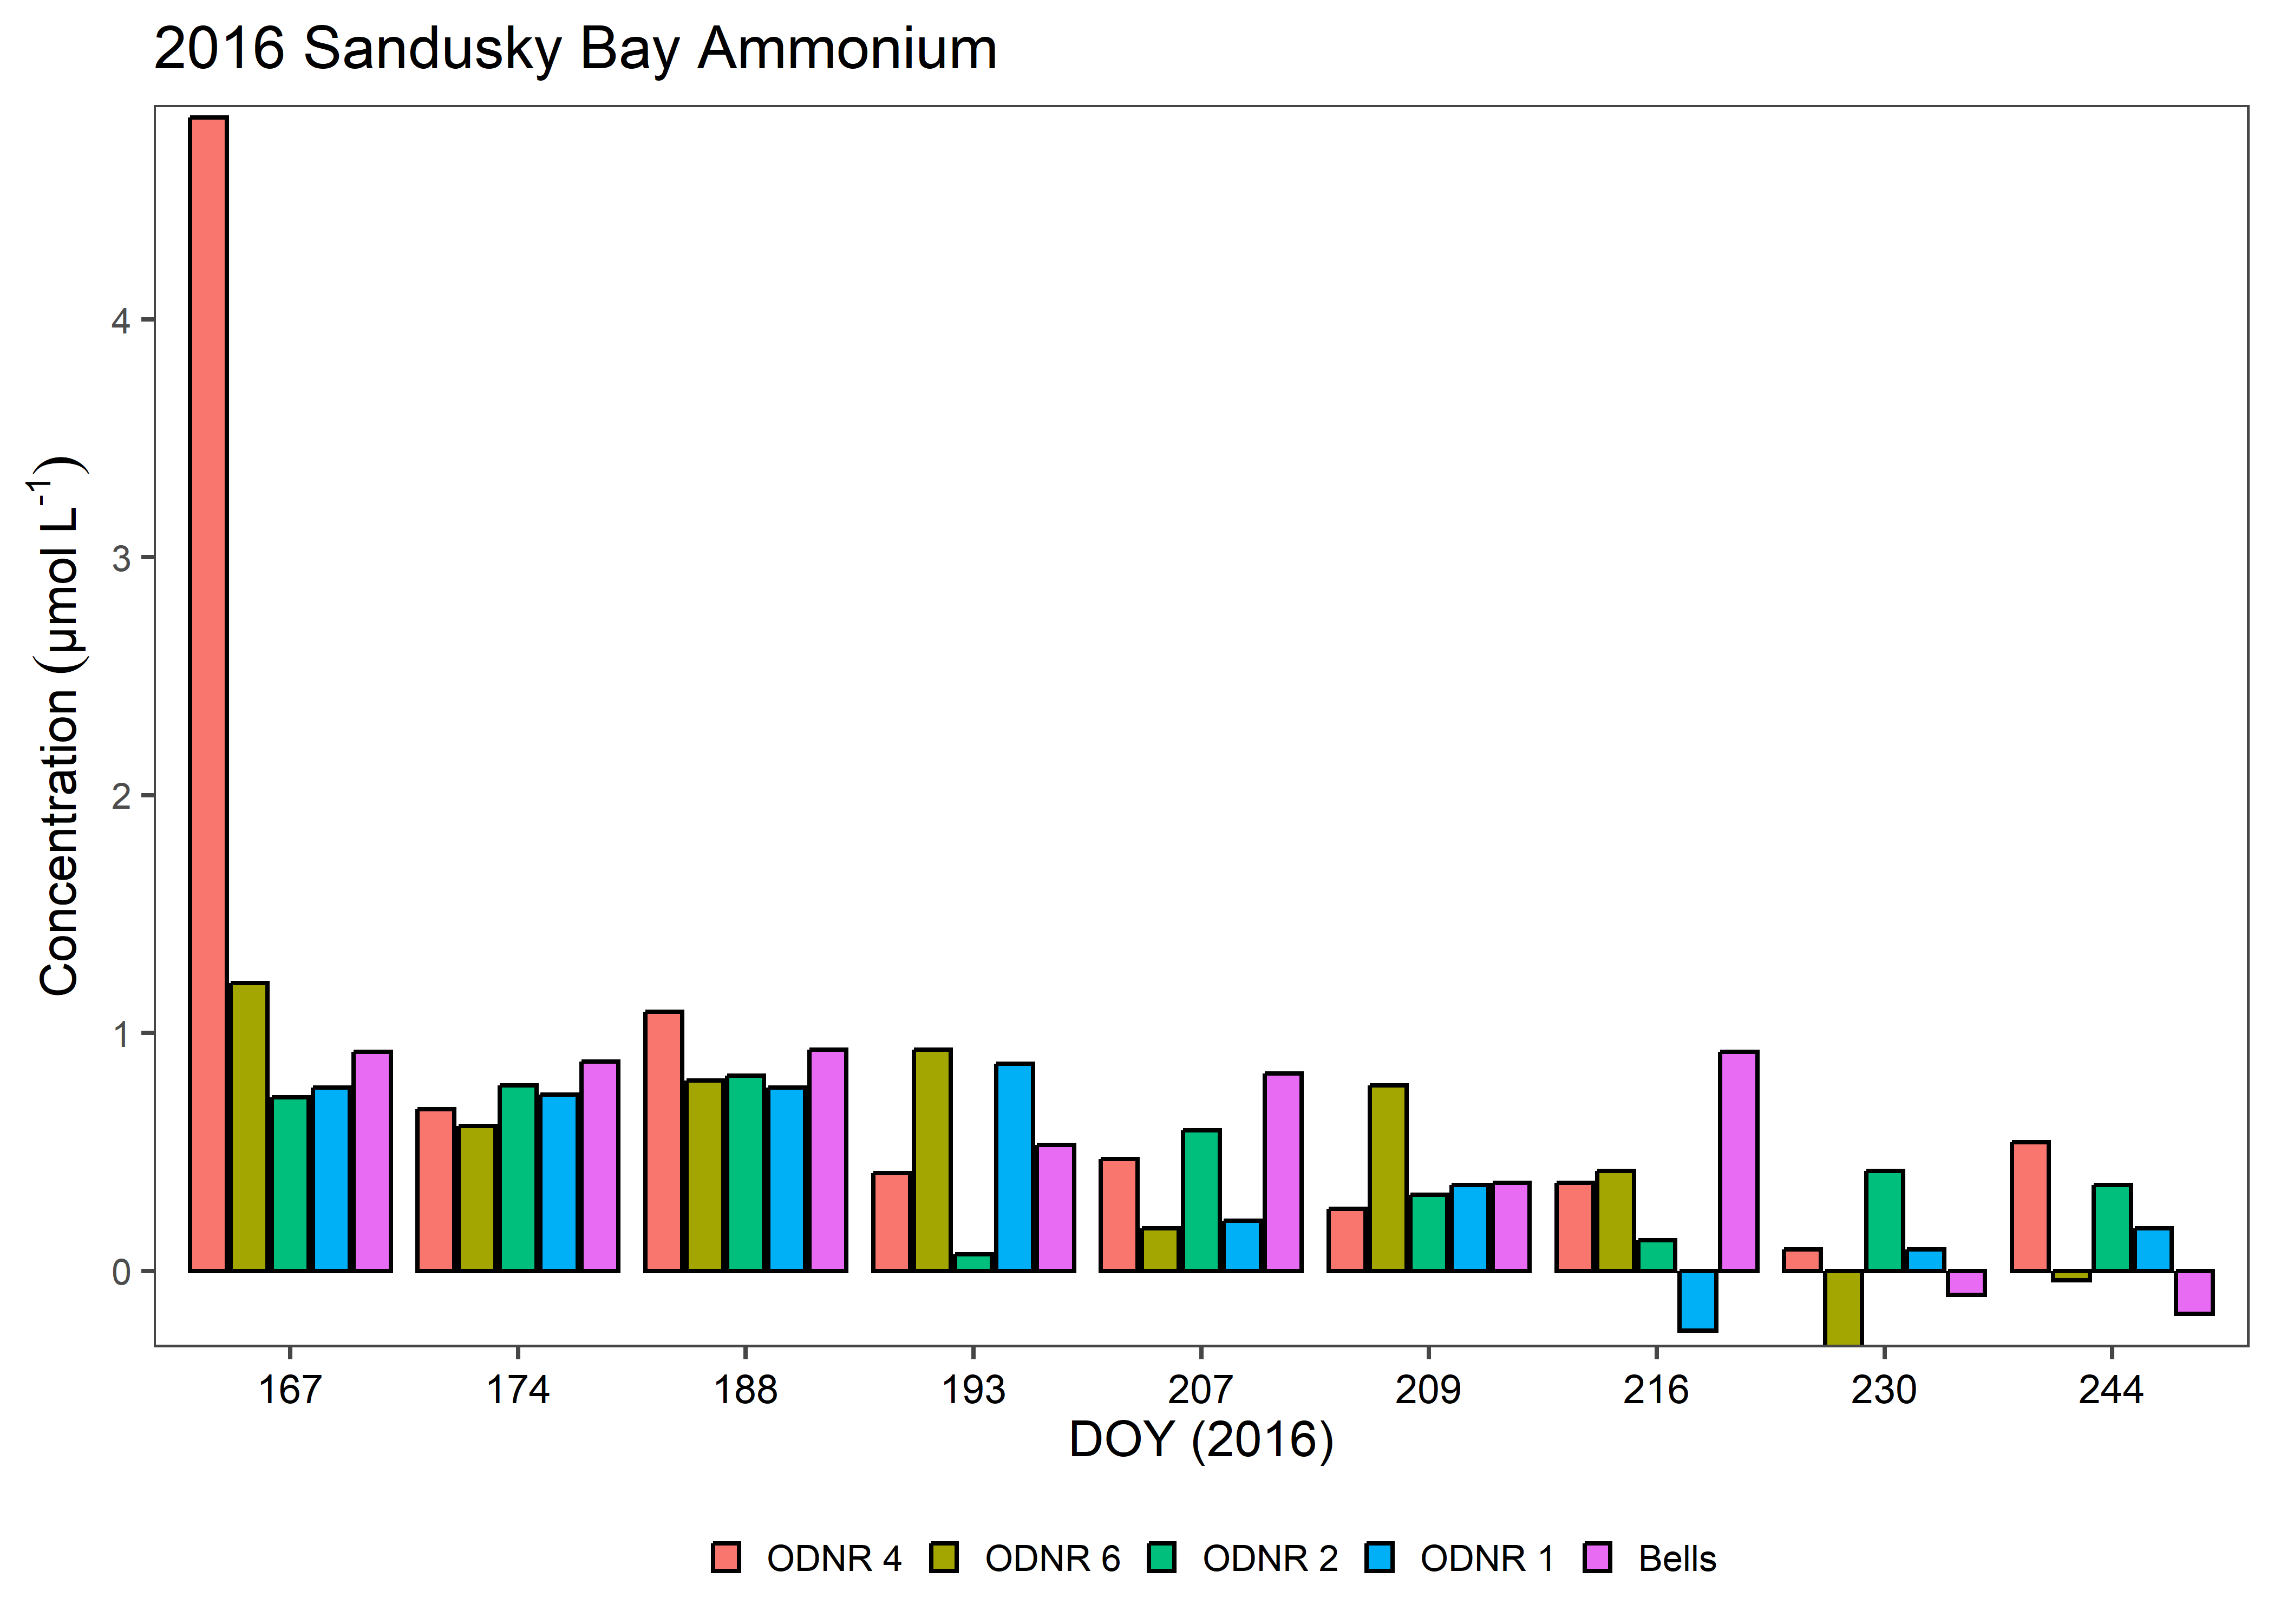 2016 Sandusky Bay Ammonium
Concentration (µmol L⁻¹)
4
3
2
1
0
167 174 188 193 207 209 216 230 244
DOY (2016)
ODNR 4 ODNR 6 ODNR 2 ODNR 1 Bells